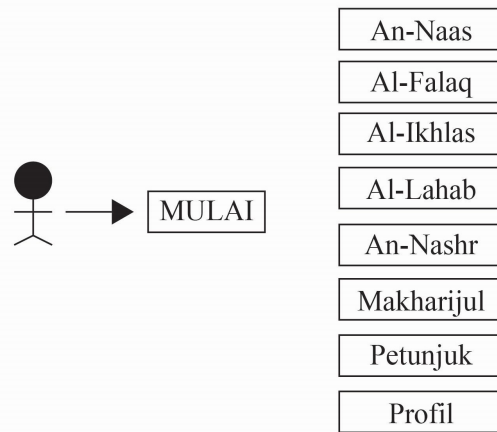 An-Naas
Al-Falaq
Al-Ikhlas
Al-Lahab
MULAI
An-Nashr
Makharijul
Petunjuk
Profil